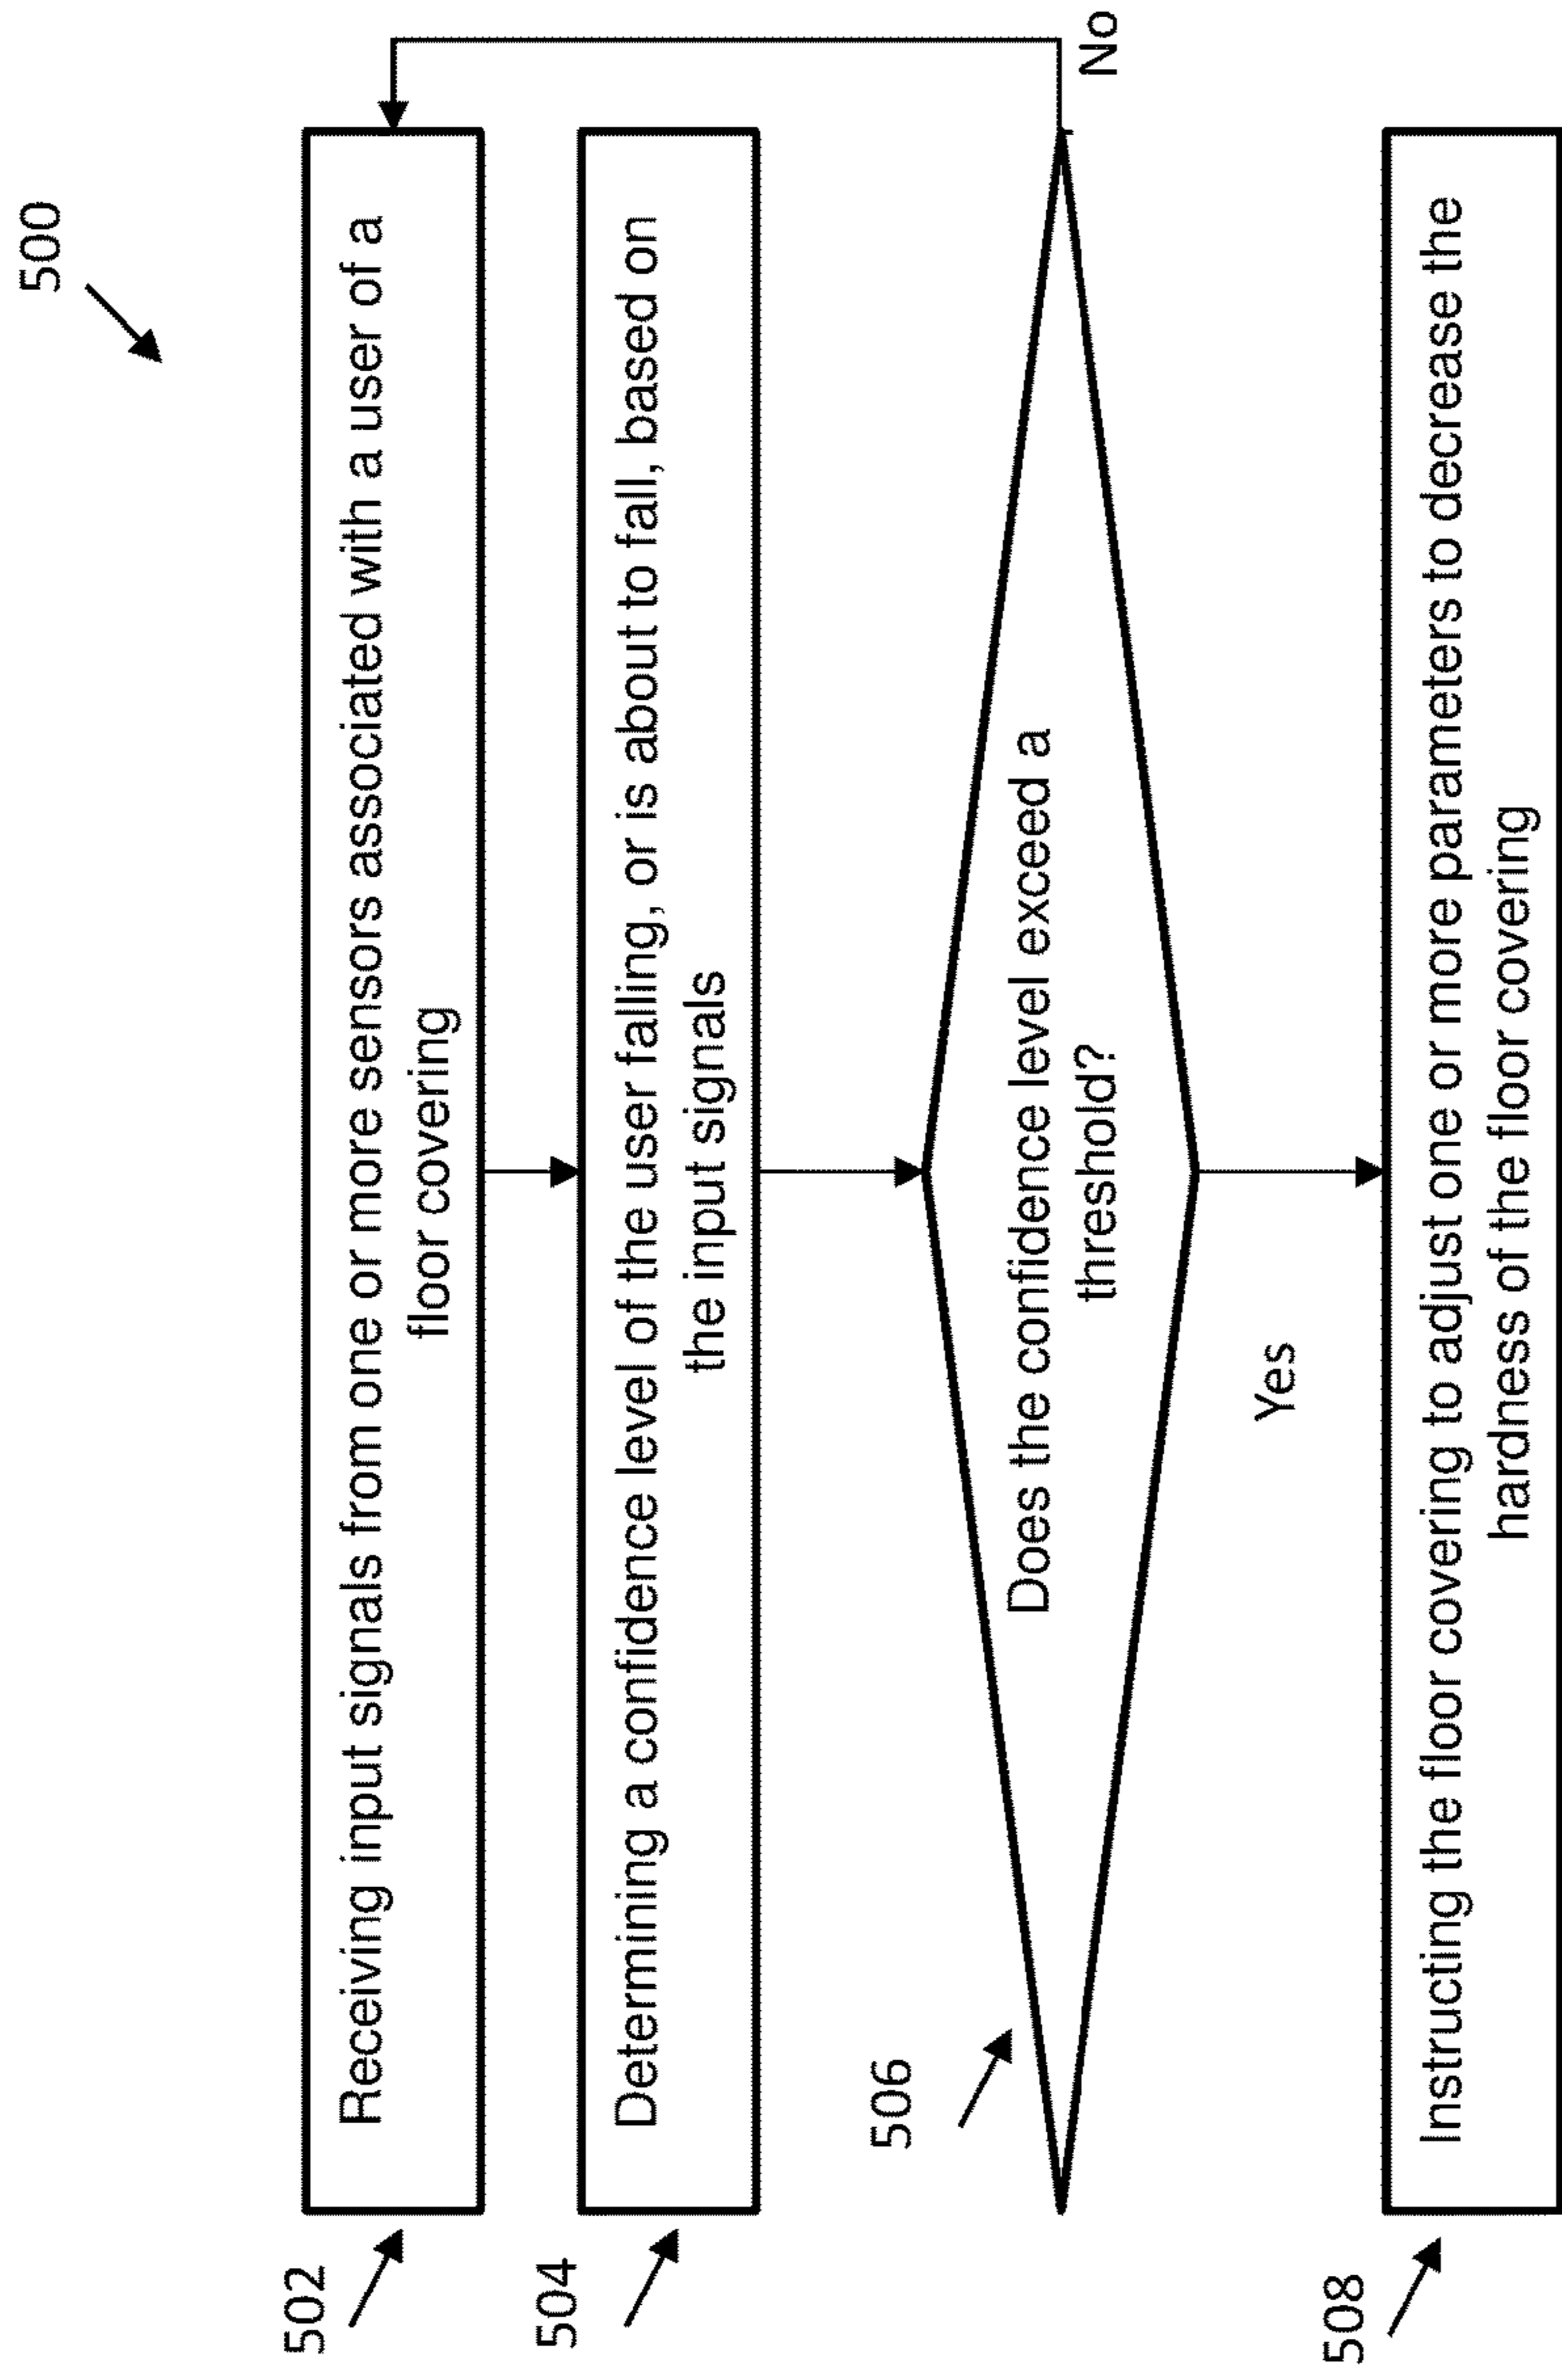 500
502
Receiving input signals from one or more sensors associated with a user of a
floor covering
504
Determining a confidence level of the user falling, or is about to fall, based on
the input signals
506
Does the confidence level exceed a
threshold?
No
Yes
508
Instructing the floor covering to adjust one or more parameters to decrease the
hardness of the floor covering